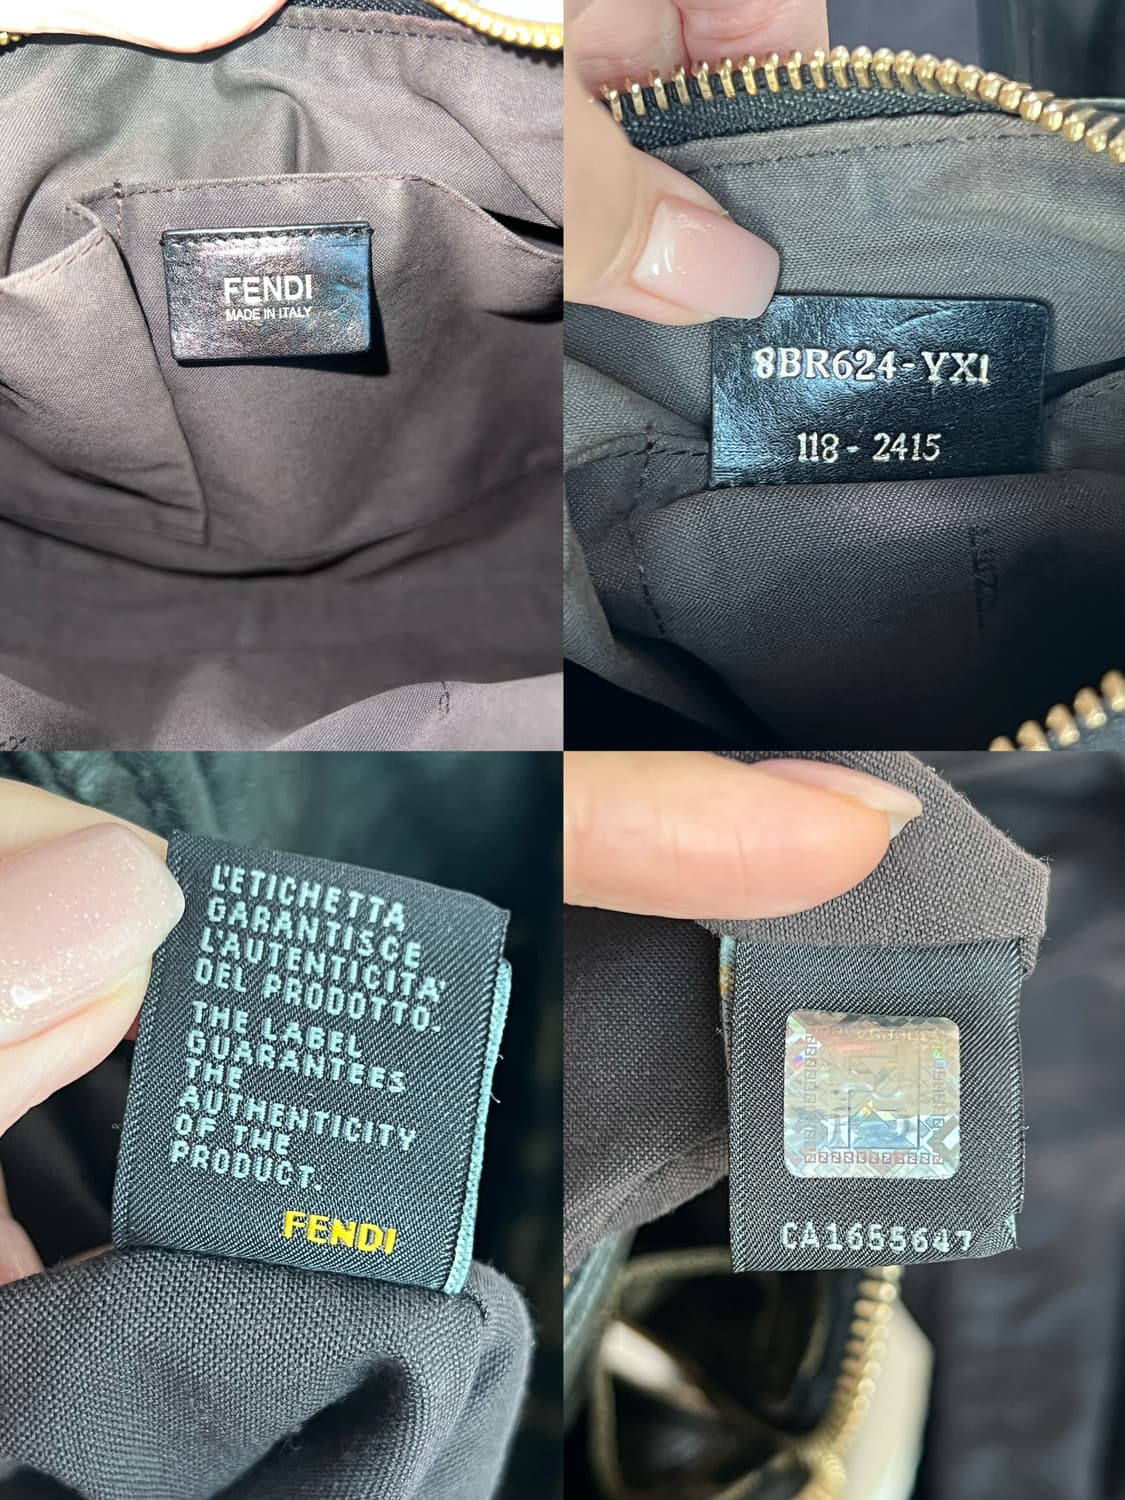 FENDI
MADE IN ITALY
8BR624-YX1
118-2415
L'ETICHETTA
GARANTISCE
L'AUTENTICITA'
DEL PRODOTTO.
THE LABEL
GUARANTEES
THE
AUTHENTICITY
OF THE
PRODUCT.
FENDI
CA1655647